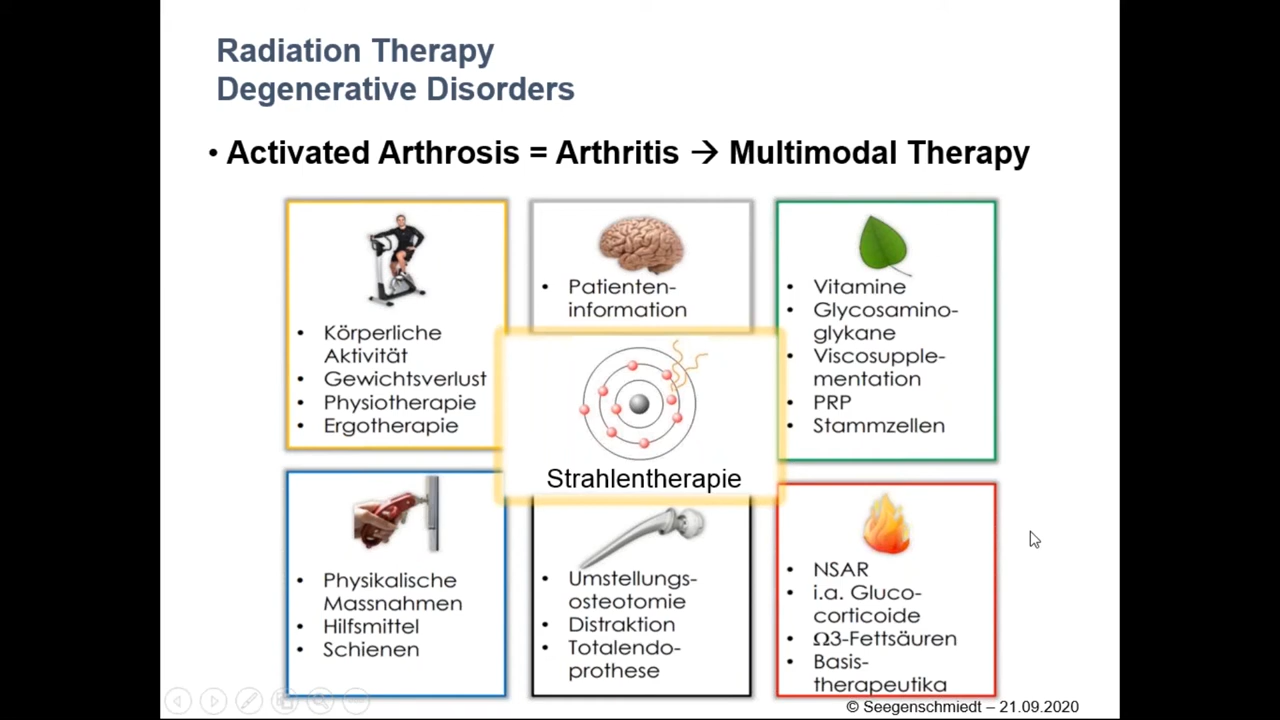 Radiation Therapy
Degenerative Disorders
• Activated Arthrosis = Arthritis → Multimodal Therapy
• Körperliche
Aktivität
• Gewichtsverlust
• Physiotherapie
• Ergotherapie
• Patienten-
information
• Vitamine
• Glycosamino-
glykane
• Viscosupple-
mentation
• PRP
• Stammzellen
Strahlentherapie
• Physikalische
Massnahmen
• Hilfsmittel
• Schienen
• Umstellungs-
osteotomie
• Distraktion
• Totalendo-
prothese
• NSAR
• i.a. Gluco-
corticoide
• Ω3-Fettsäuren
• Basis-
therapeutika
© Seegenschmiedt – 21.09.2020